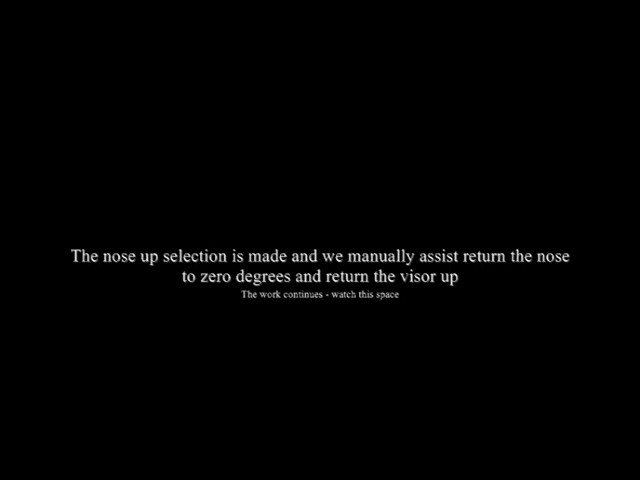 The nose up selection is made and we manually assist return the nose
to zero degrees and return the visor up
The work continues - watch this space